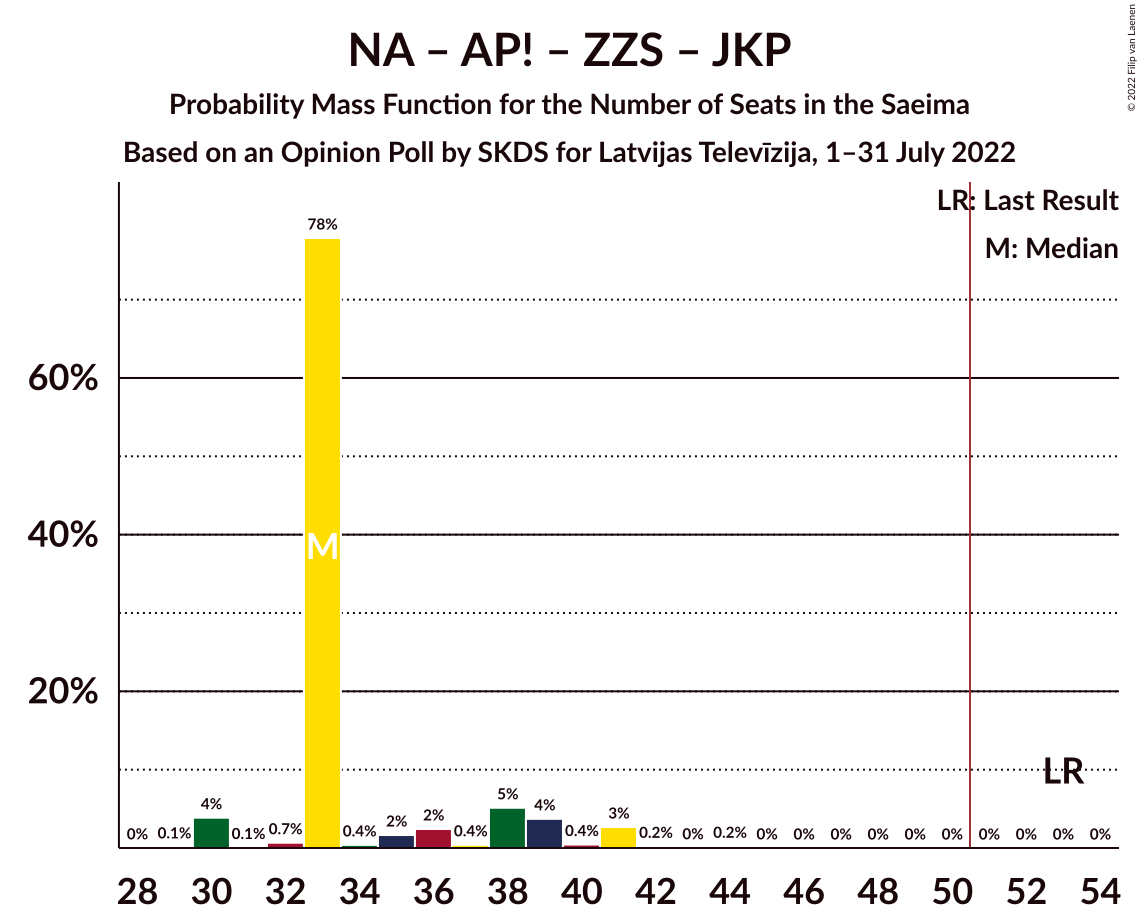 NA – AP! – ZZS – JKP
Probability Mass Function for the Number of Seats in the Saeima
Based on an Opinion Poll by SKDS for Latvijas Televīzija, 1–31 July 2022
© 2022 Filip van Laenen
LR: Last Result
M: Median
78%
60%
40%
M
20%
LR
0% 0.1% 4% 0.1% 0.7% 0.4% 2% 2% 0.4% 5% 4% 0.4% 3% 0.2% 0% 0.2% 0% 0% 0% 0% 0% 0% 0% 0% 0% 0%
28 30 32 34 36 38 40 42 44 46 48 50 52 54